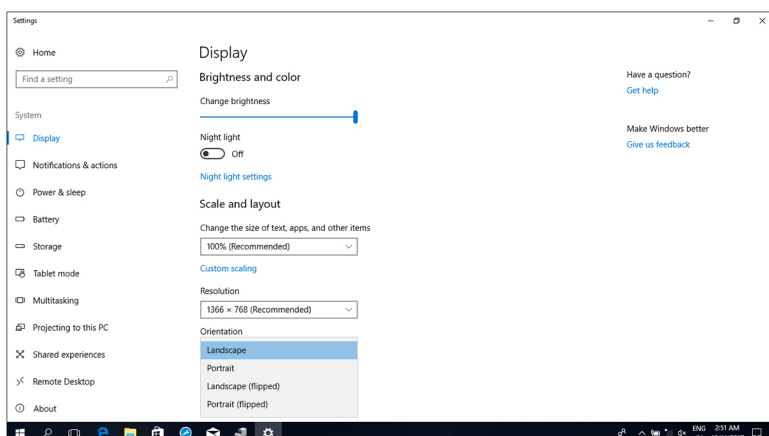 Settings
Home
Find a setting
System
Display
Notifications & actions
Power & sleep
Battery
Storage
Tablet mode
Multitasking
Projecting to this PC
Shared experiences
Remote Desktop
About
Display
Brightness and color
Change brightness
Night light
Off
Night light settings
Scale and layout
Change the size of text, apps, and other items
100% (Recommended)
Custom scaling
Resolution
1366 × 768 (Recommended)
Orientation
Landscape
Portrait
Landscape (flipped)
Portrait (flipped)
Have a question?
Get help
Make Windows better
Give us feedback
ENG
2:51 AM